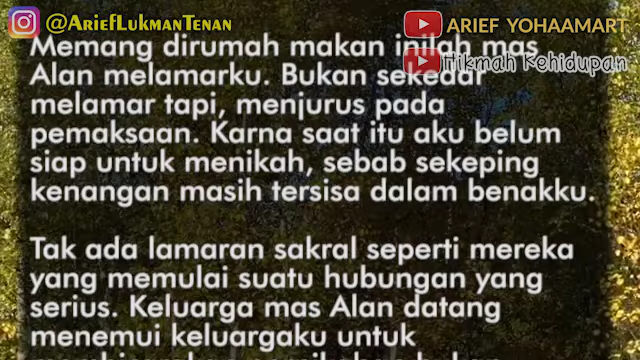 @AriefLukmanTenan
ARIEF YOHAAMART
Hikmah Kehidupan
Memang dirumah makan inilah mas
Alan melamarku. Bukan sekedar
melamar tapi, menjurus pada
pemaksaan. Karna saat itu aku belum
siap untuk menikah, sebab sekeping
kenangan masih tersisa dalam benakku.
Tak ada lamaran sakral seperti mereka
yang memulai suatu hubungan yang
serius. Keluarga mas Alan datang
menemui keluargaku untuk